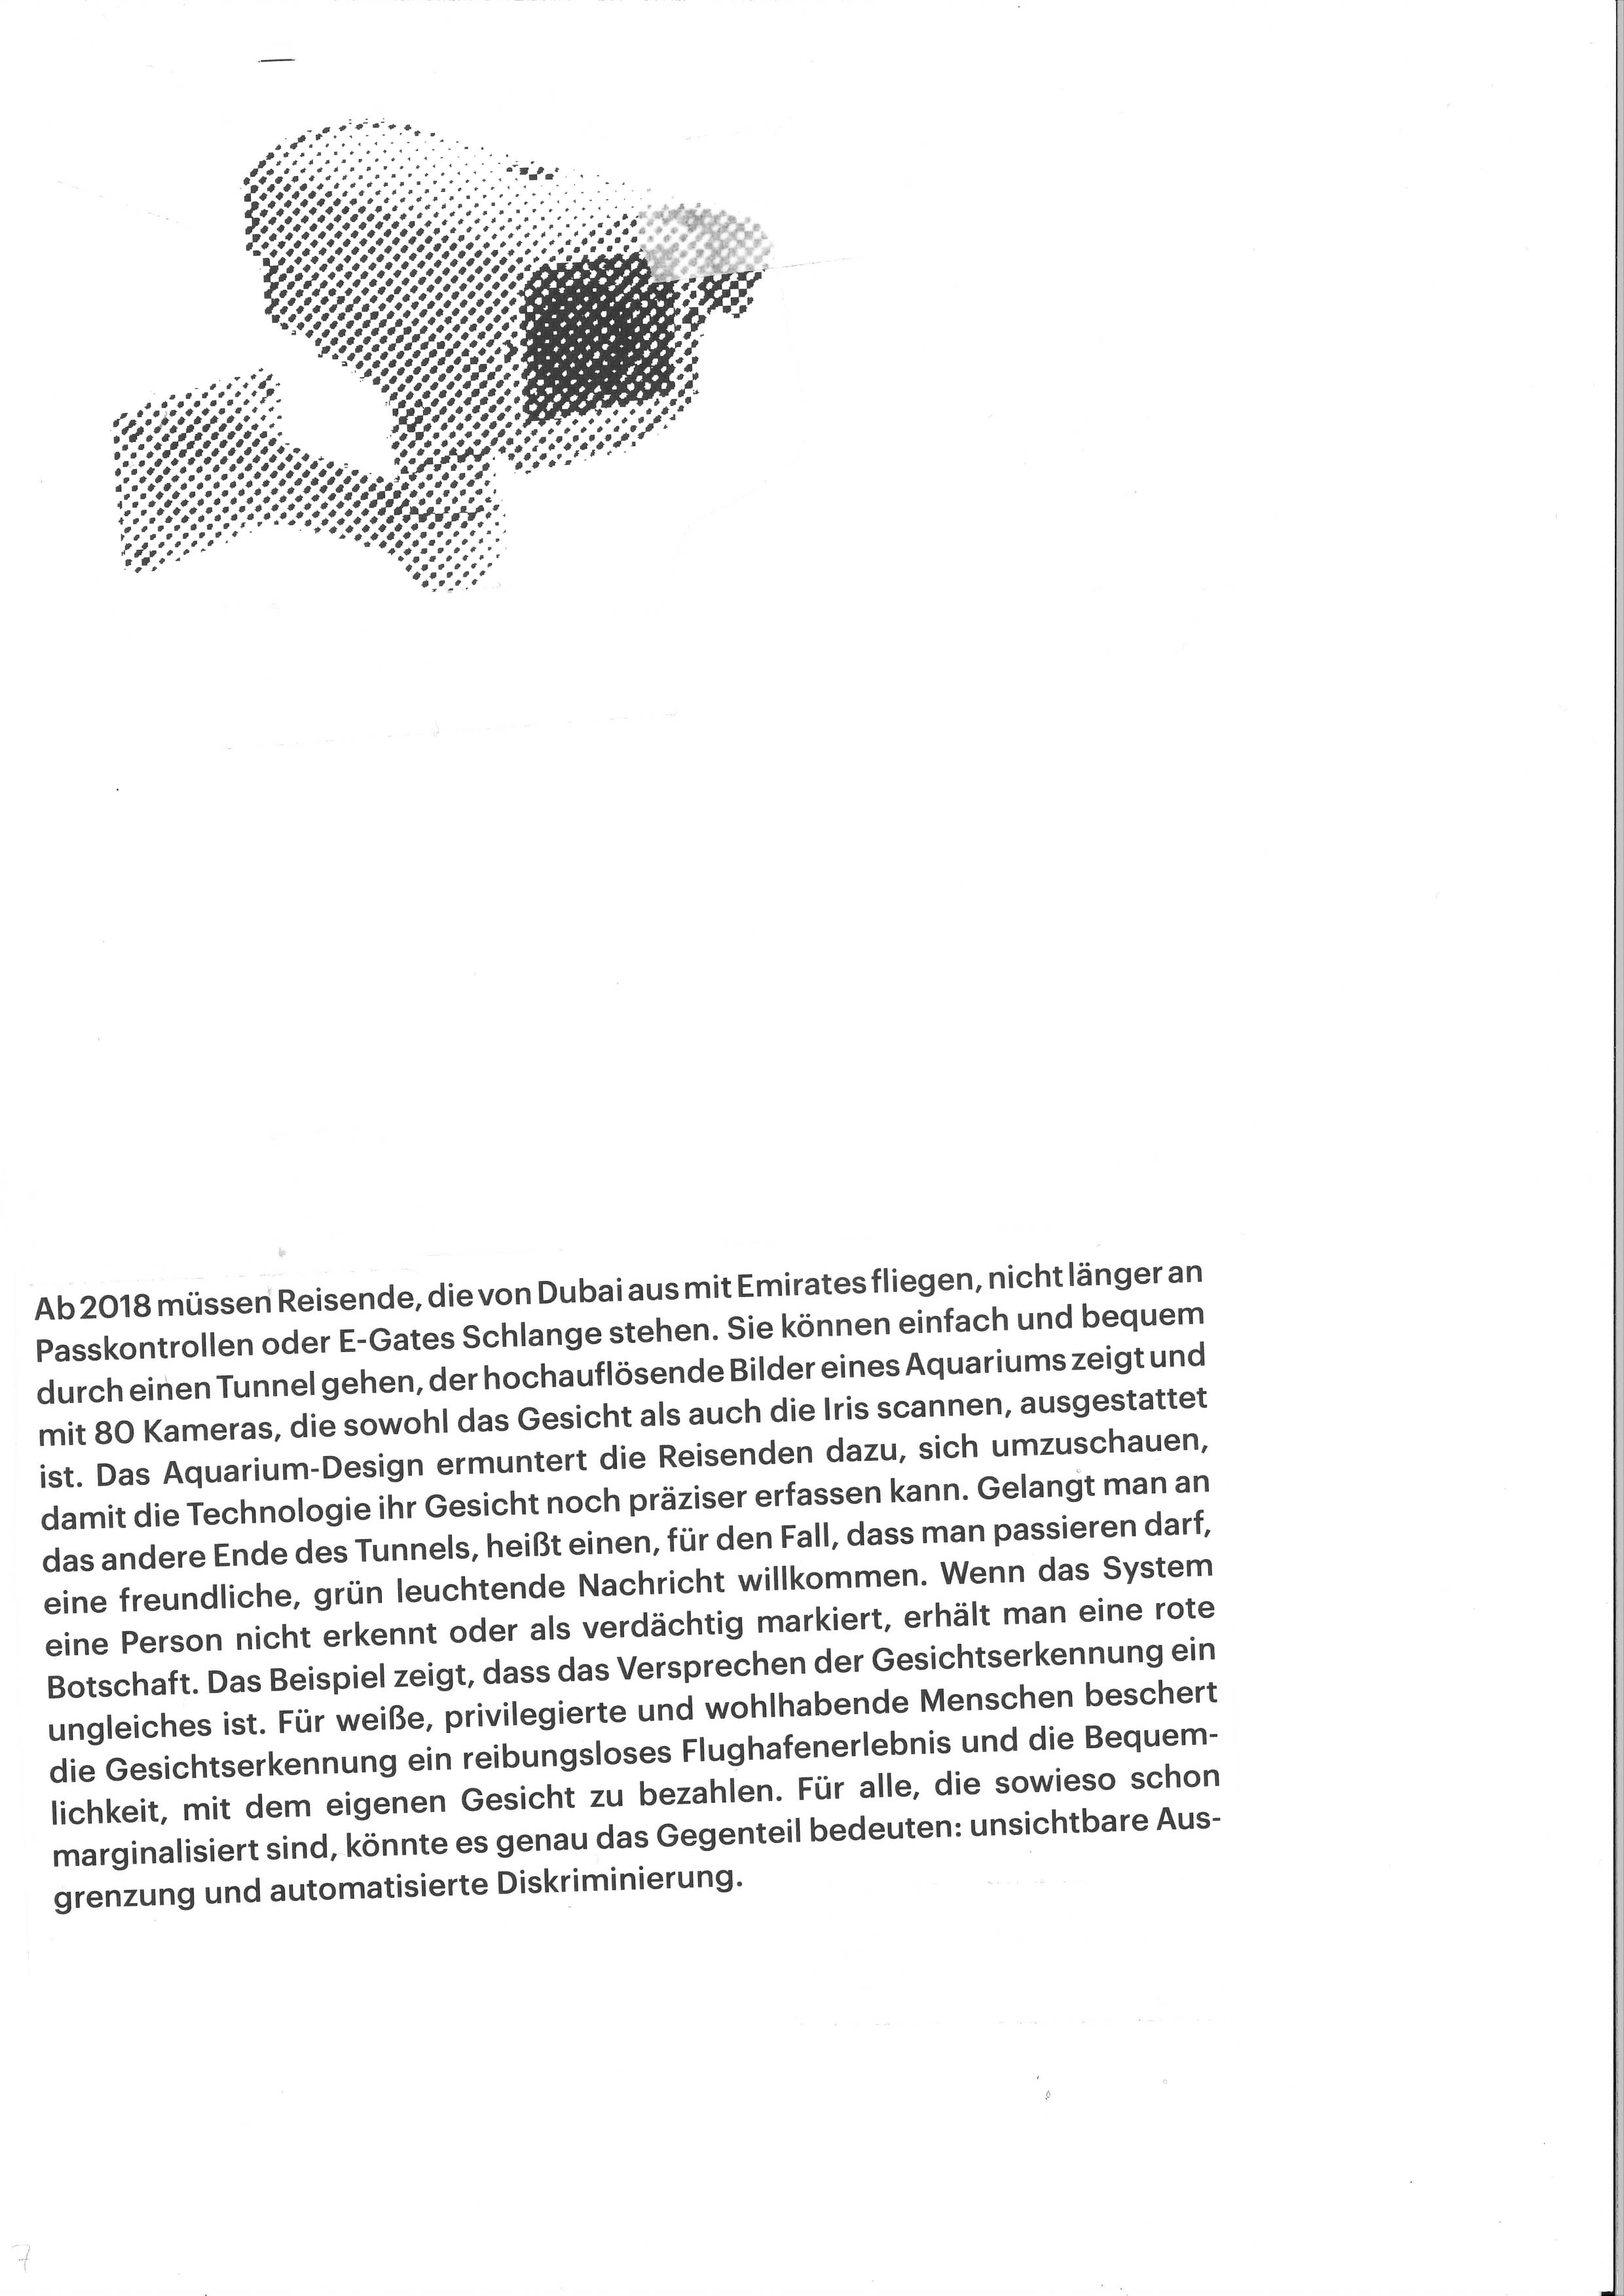 Ab 2018 müssen Reisende, die von Dubai aus mit Emirates fliegen, nicht länger an
Passkontrollen oder E-Gates Schlange stehen. Sie können einfach und bequem
durch einen Tunnel gehen, der hochauflösende Bilder eines Aquariums zeigt und
mit 80 Kameras, die sowohl das Gesicht als auch die Iris scannen, ausgestattet
ist. Das Aquarium-Design ermuntert die Reisenden dazu, sich umzuschauen,
damit die Technologie ihr Gesicht noch präziser erfassen kann. Gelangt man an
das andere Ende des Tunnels, heißt einen, für den Fall, dass man passieren darf,
eine freundliche, grün leuchtende Nachricht willkommen. Wenn das System
eine Person nicht erkennt oder als verdächtig markiert, erhält man eine rote
Botschaft. Das Beispiel zeigt, dass das Versprechen der Gesichtserkennung ein
ungleiches ist. Für weiße, privilegierte und wohlhabende Menschen beschert
die Gesichtserkennung ein reibungsloses Flughafenerlebnis und die Bequem-
lichkeit, mit dem eigenen Gesicht zu bezahlen. Für alle, die sowieso schon
marginalisiert sind, könnte es genau das Gegenteil bedeuten: unsichtbare Aus-
grenzung und automatisierte Diskriminierung.
7